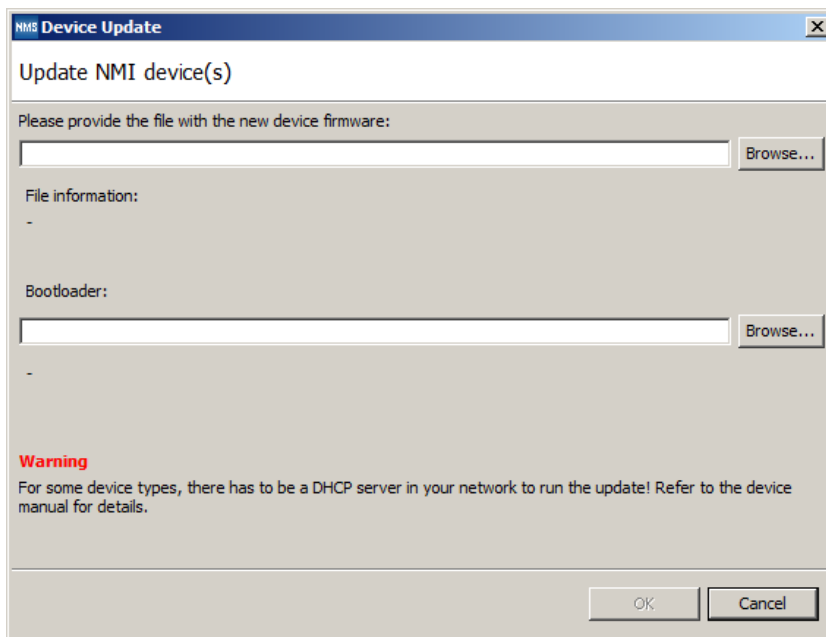 NMS Device Update
Update NMI device(s)
Please provide the file with the new device firmware:
Browse...
File information:
-
Bootloader:
Browse...
-
Warning
For some device types, there has to be a DHCP server in your network to run the update! Refer to the device
manual for details.
OK Cancel